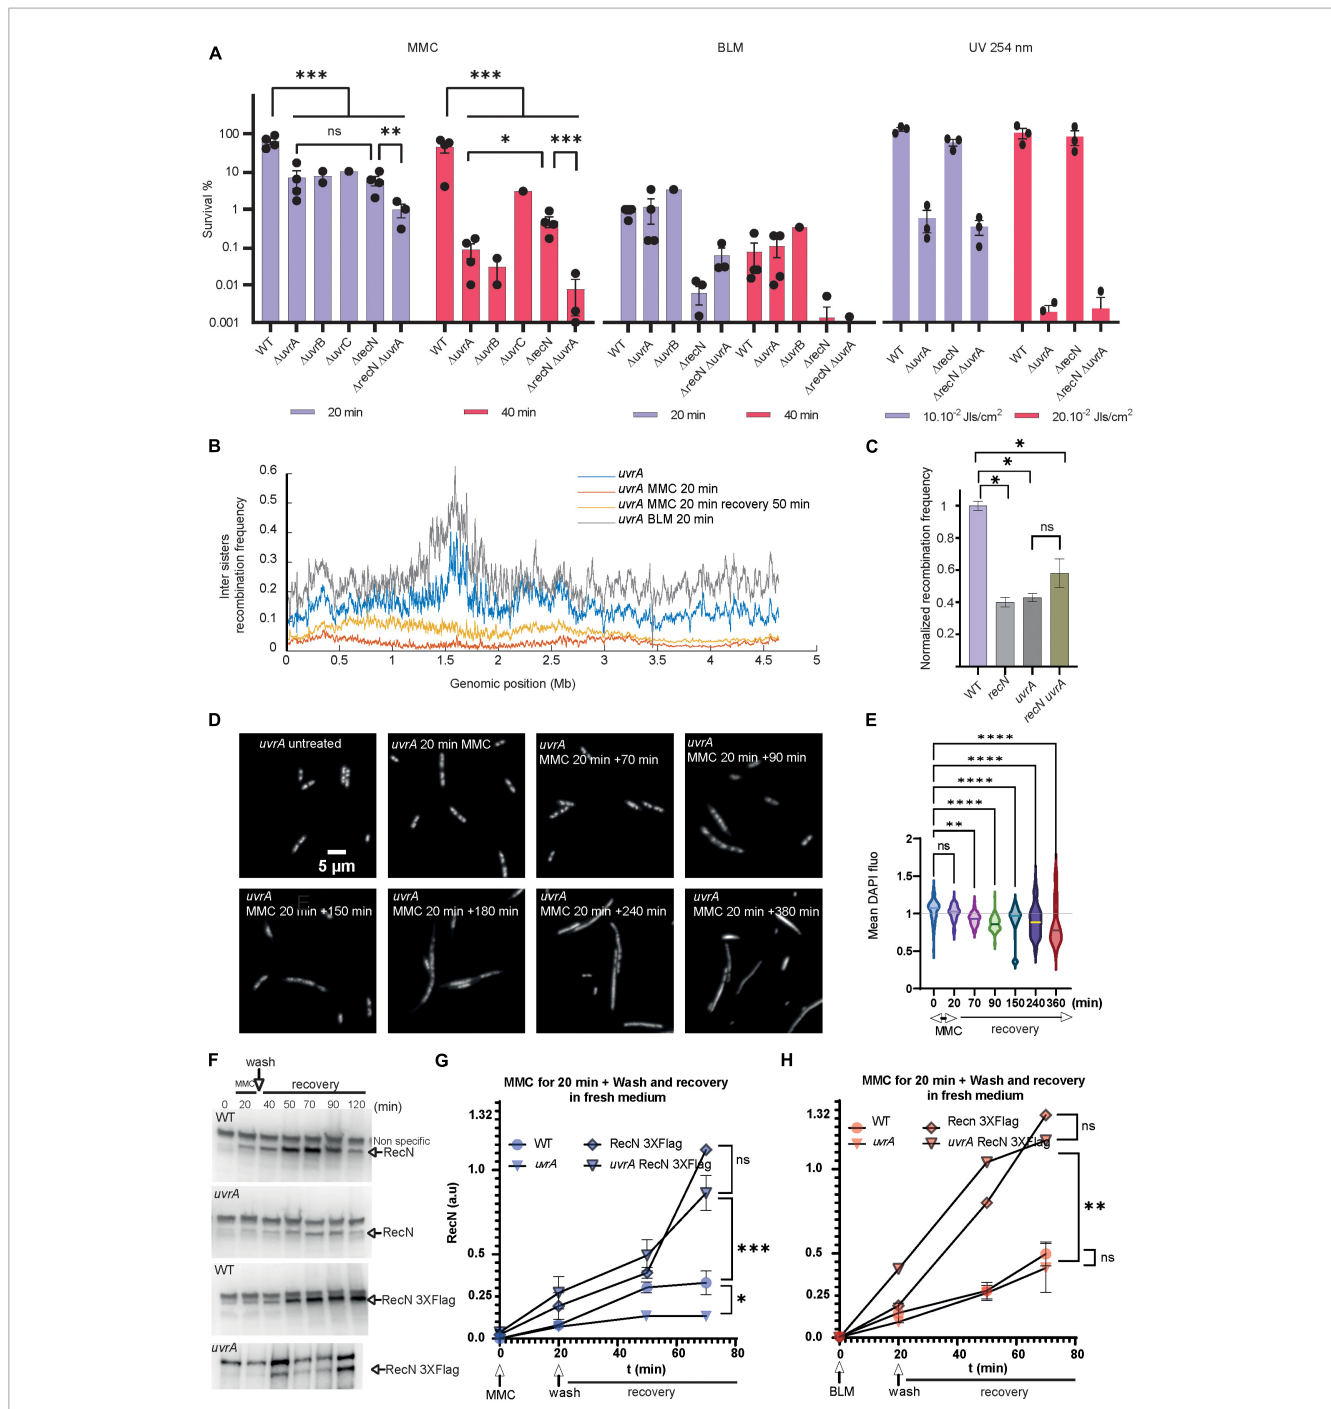 A
MMC
BLM
UV 254 nm
*** *** 
ns ** * ***
Survival %
100
10
1
0.1
0.01
0.001
WT ΔuvrA ΔuvrB ΔuvrC ΔrecN ΔrecN ΔuvrA
WT ΔuvrA ΔuvrB ΔuvrC ΔrecN ΔrecN ΔuvrA
WT ΔuvrA ΔuvrB ΔrecN ΔrecN ΔuvrA WT ΔuvrA ΔuvrB ΔrecN ΔrecN ΔuvrA
WT ΔuvrA ΔrecN ΔrecN ΔuvrA WT ΔuvrA ΔrecN ΔrecN ΔuvrA
20 min
40 min
20 min
40 min
10.10⁻² Jls/cm²
20.10⁻² Jls/cm²
B
Inter sisters
recombination frequency
0.6
0.5
0.4
0.3
0.2
0.1
0
0 0.5 1 1.5 2 2.5 3 3.5 4 4.5 5
Genomic position (Mb)
uvrA
uvrA MMC 20 min
uvrA MMC 20 min recovery 50 min
uvrA BLM 20 min
C
Normalized recombination frequency
*
*
*
ns
1
0.8
0.6
0.4
0.2
WT recN uvrA recN uvrA
D
uvrA untreated
5 µm
uvrA 20 min MMC
uvrA
MMC 20 min +70 min
uvrA
MMC 20 min +90 min
E
uvrA
MMC 20 min +150 min
uvrA
MMC 20 min +180 min
uvrA
MMC 20 min +240 min
uvrA
MMC 20 min +380 min
E
Mean DAPI fluo
****
****
****
****
**
ns
2
1.5
1
0.5
0
0 20 70 90 150 240 360 (min)
MMC recovery
F
wash
MMC recovery
0 20 40 50 70 90 120 (min)
WT
Non specific
RecN
uvrA
RecN
WT
RecN 3XFlag
uvrA
RecN 3XFlag
G
MMC for 20 min + Wash and recovery
in fresh medium
RecN (a.u)
1.32
1.0
0.5
0.25
0.0
WT
uvrA
RecN 3XFlag
uvrA RecN 3XFlag
ns
***
*
0 20 40 60 80
t (min)
MMC wash recovery
H
MMC for 20 min + Wash and recovery
in fresh medium
1.32
1.0
0.5
0.25
0.0
WT
uvrA
Recn 3XFlag
uvrA RecN 3XFlag
ns
**
ns
0 20 40 60 80
t (min)
BLM wash recovery